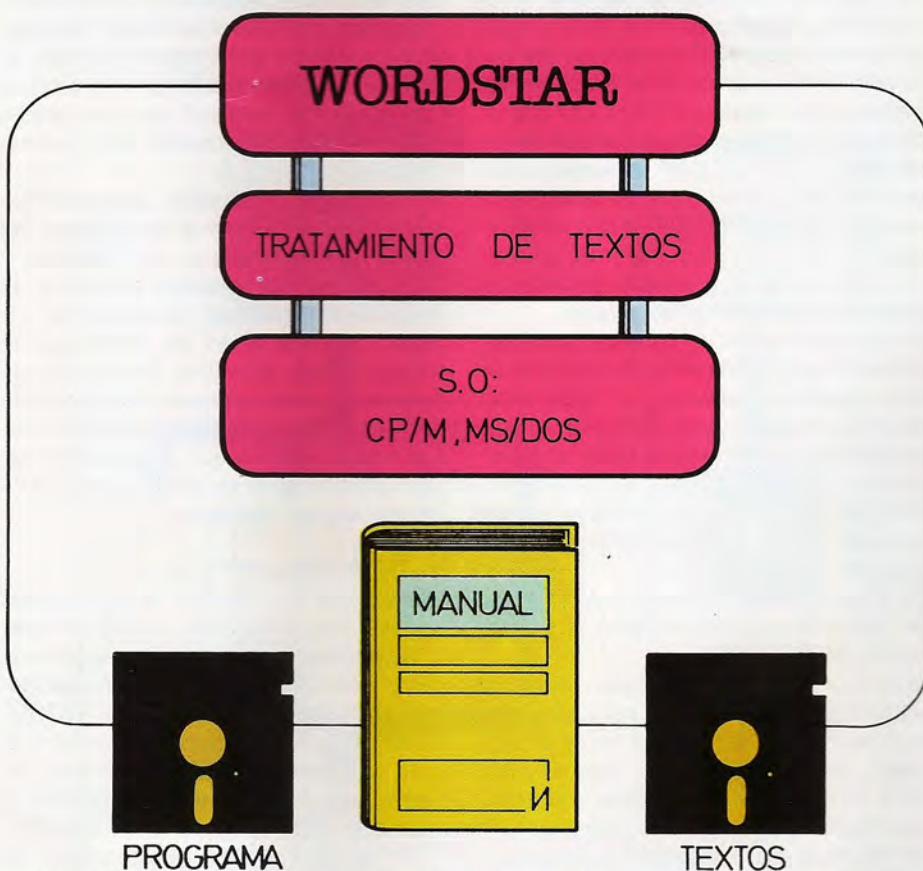 WORDSTAR
TRATAMIENTO DE TEXTOS
S.O:
CP/M, MS/DOS
MANUAL
И
PROGRAMA
TEXTOS